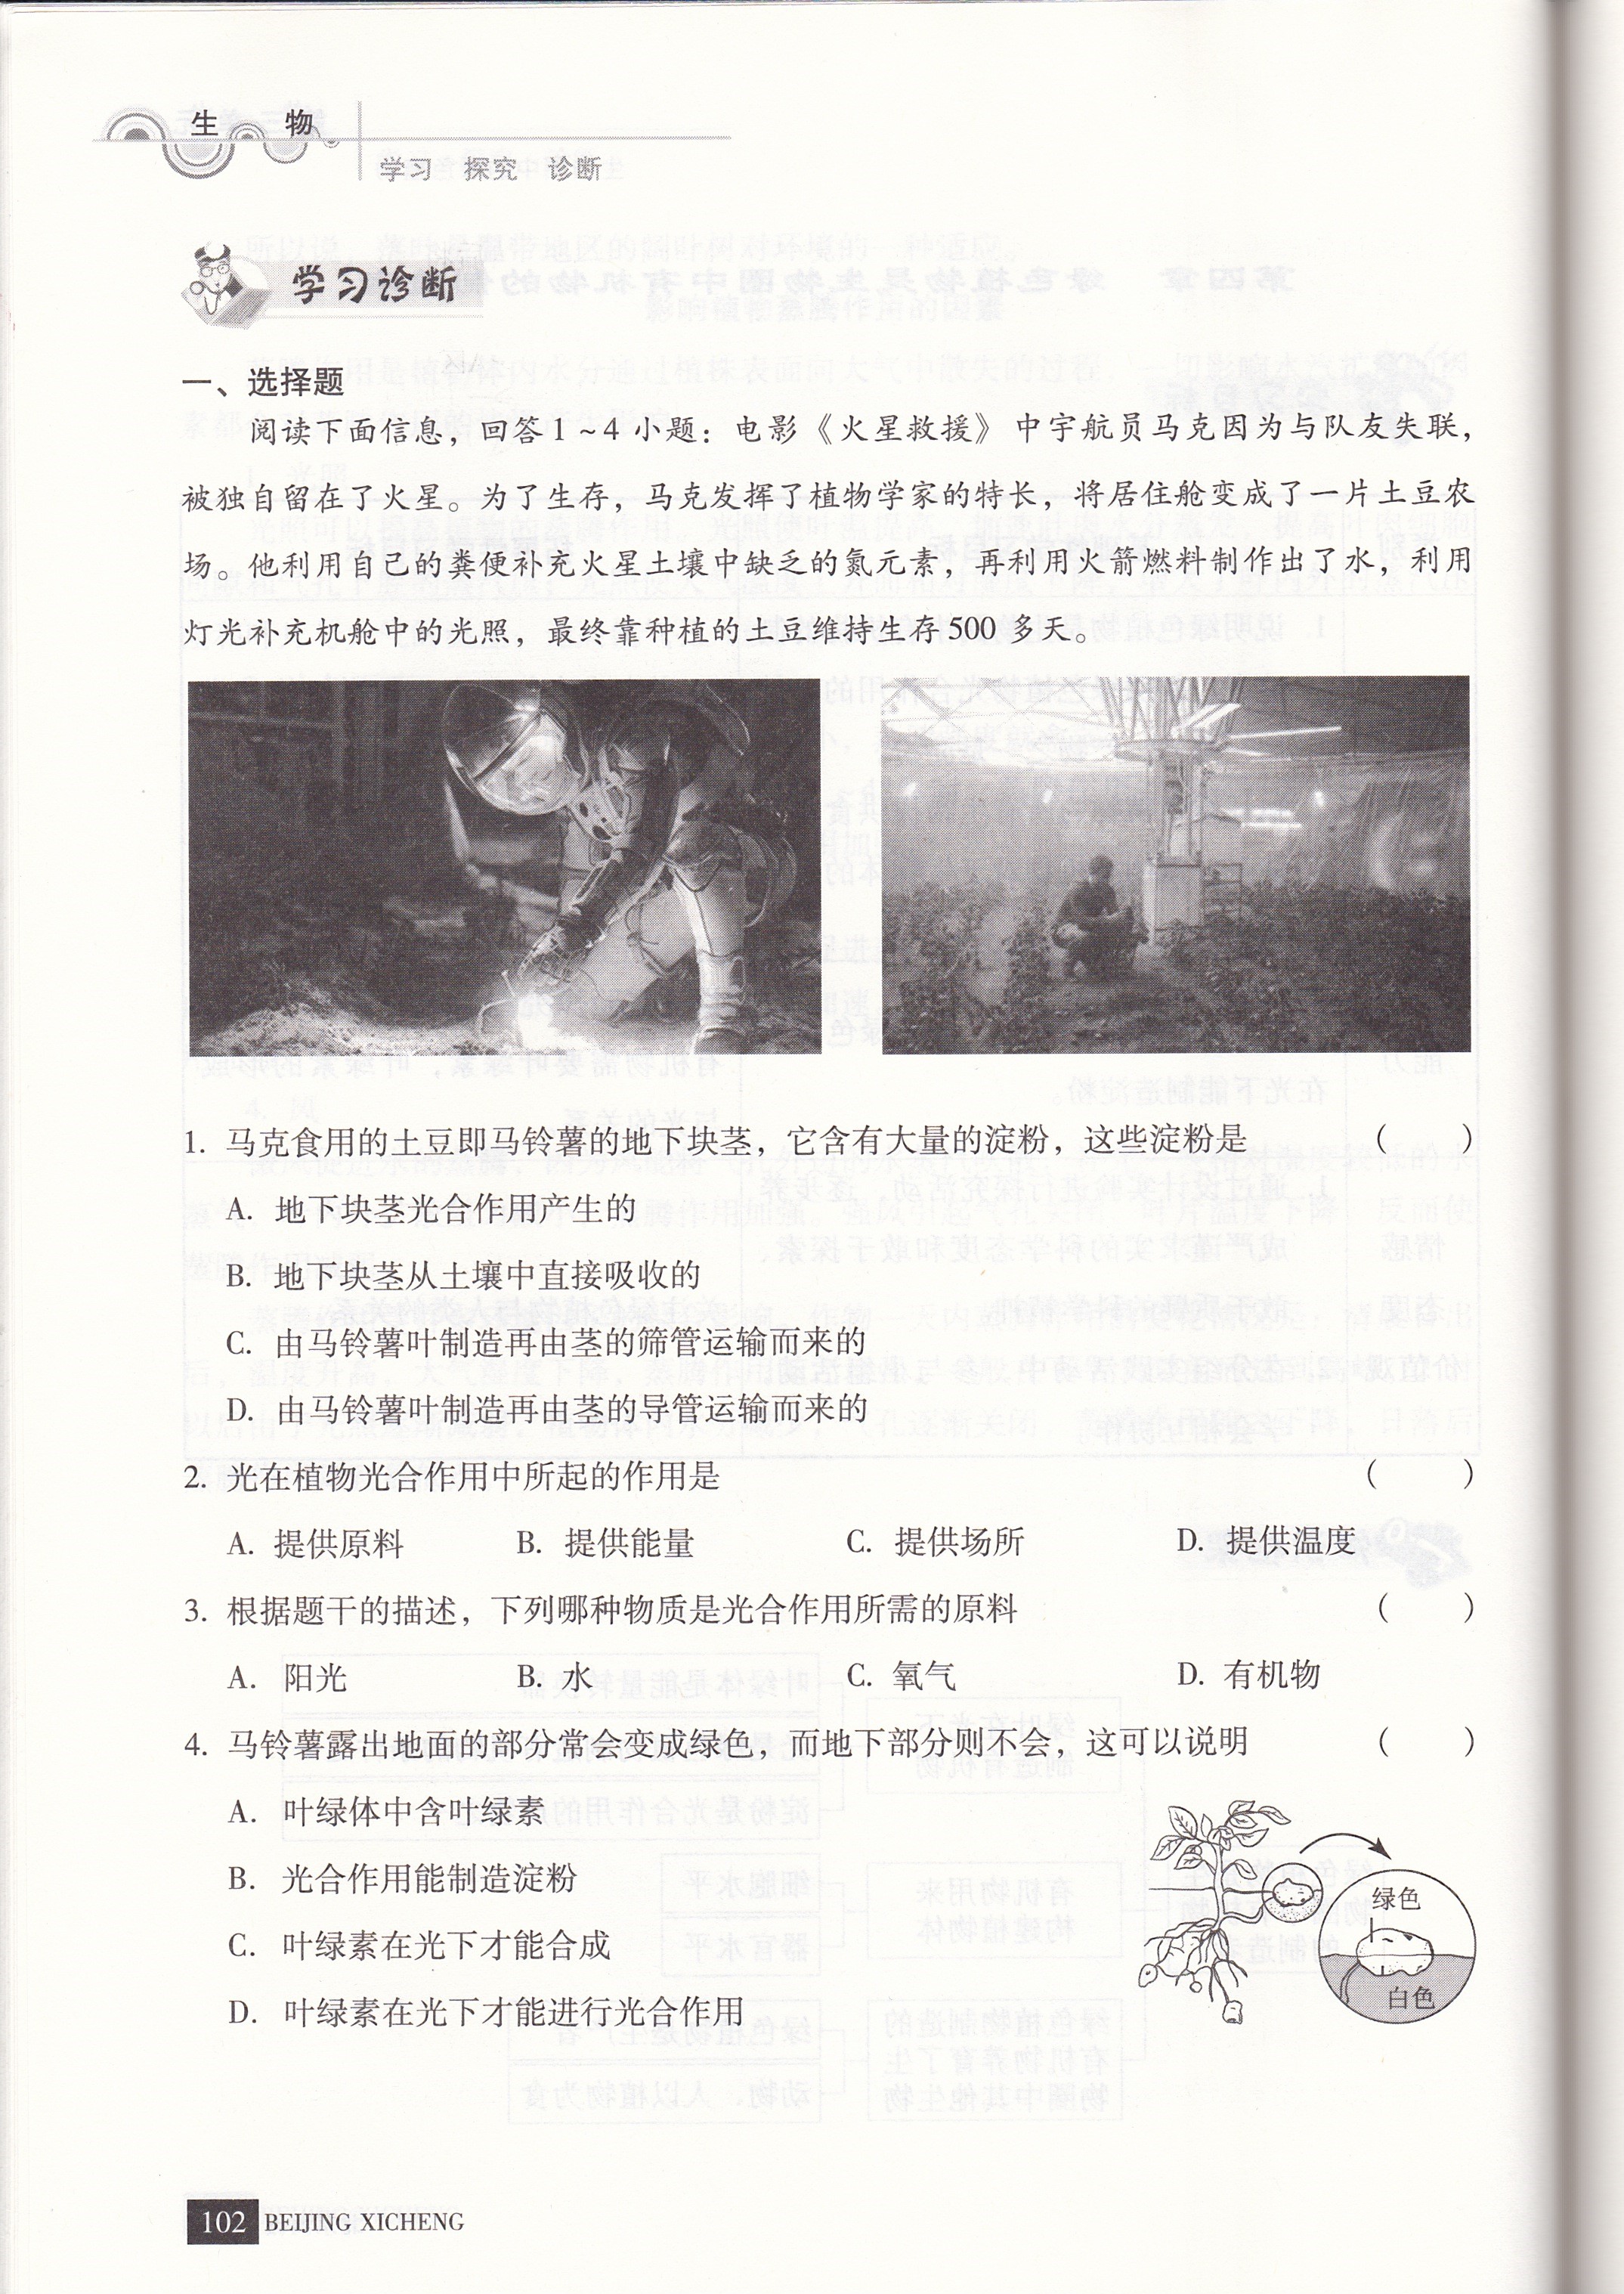 生 物
学习 探究 诊断
学习诊断
一、选择题
阅读下面信息，回答1～4小题：电影《火星救援》中宇航员马克因为与队友失联，
被独自留在了火星。为了生存，马克发挥了植物学家的特长，将居住舱变成了一片土豆农
场。他利用自己的粪便补充火星土壤中缺乏的氮元素，再利用火箭燃料制作出了水，利用
灯光补充机舱中的光照，最终靠种植的土豆维持生存500多天。
1. 马克食用的土豆即马铃薯的地下块茎，它含有大量的淀粉，这些淀粉是 （ ）
A. 地下块茎光合作用产生的
B. 地下块茎从土壤中直接吸收的
C. 由马铃薯叶制造再由茎的筛管运输而来的
D. 由马铃薯叶制造再由茎的导管运输而来的
2. 光在植物光合作用中所起的作用是 （ ）
A. 提供原料 B. 提供能量 C. 提供场所 D. 提供温度
3. 根据题干的描述，下列哪种物质是光合作用所需的原料 （ ）
A. 阳光 B. 水 C. 氧气 D. 有机物
4. 马铃薯露出地面的部分常会变成绿色，而地下部分则不会，这可以说明 （ ）
A. 叶绿体中含叶绿素
B. 光合作用能制造淀粉
C. 叶绿素在光下才能合成
D. 叶绿素在光下才能进行光合作用
绿色
白色
102 BEIJING XICHENG